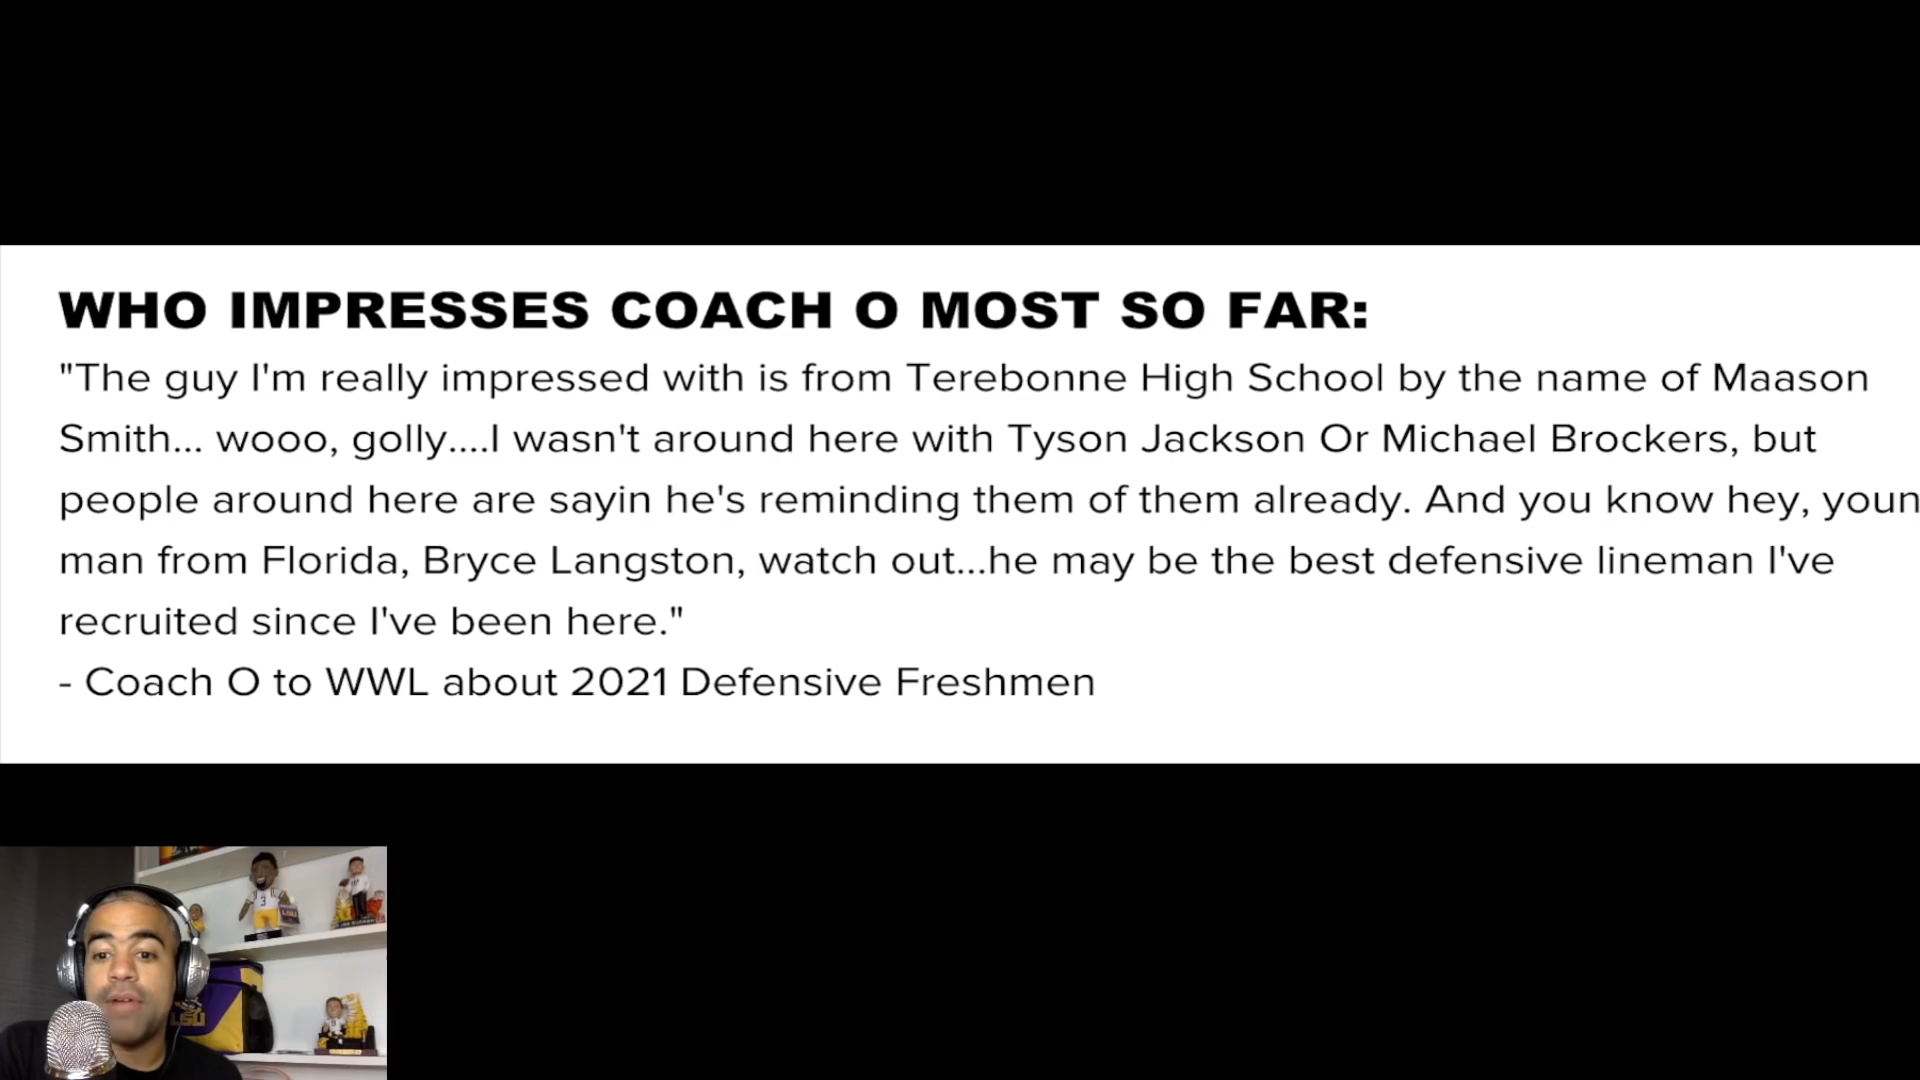 WHO IMPRESSES COACH O MOST SO FAR:
"The guy I'm really impressed with is from Terebonne High School by the name of Maason
Smith... wooo, golly....I wasn't around here with Tyson Jackson Or Michael Brockers, but
people around here are sayin he's reminding them of them already. And you know hey, youn
man from Florida, Bryce Langston, watch out...he may be the best defensive lineman I've
recruited since I've been here."
- Coach O to WWL about 2021 Defensive Freshmen
3
LSU
LSU